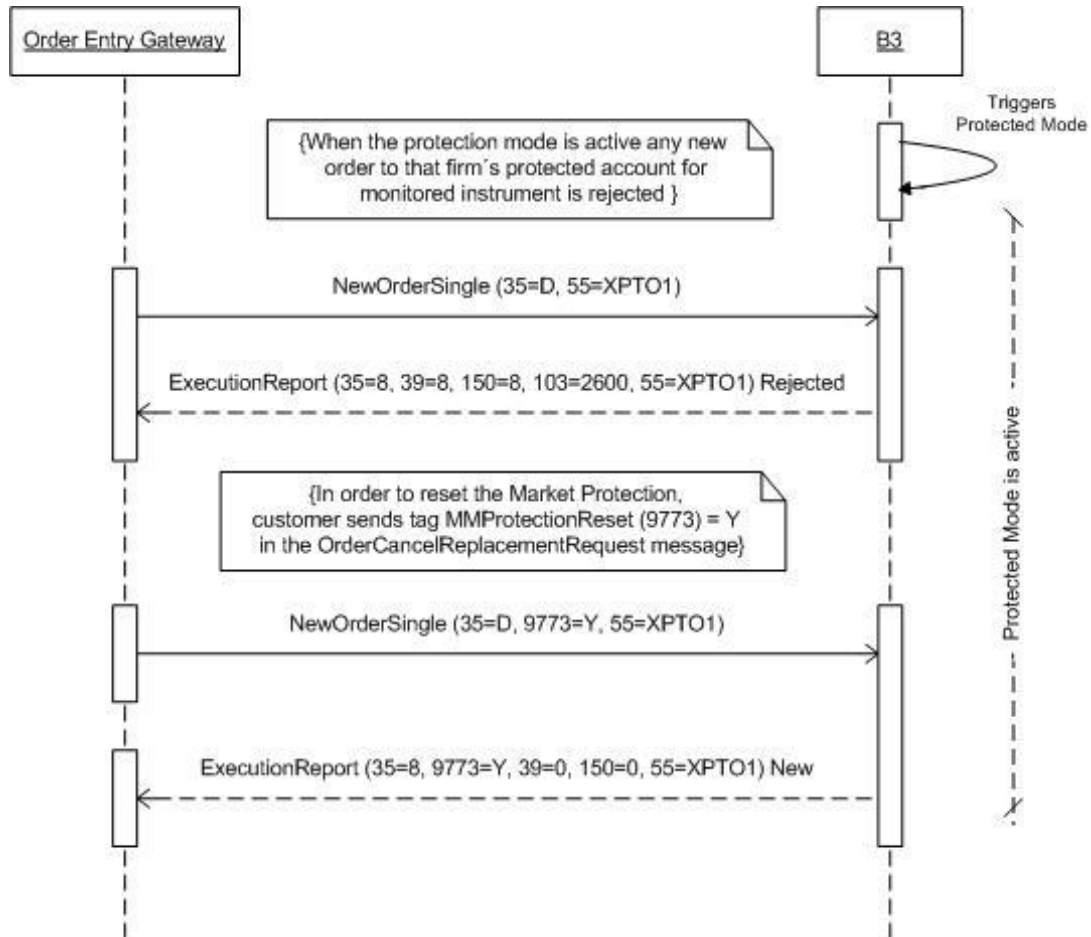 Order Entry Gateway
B3
Triggers
Protected Mode
{When the protection mode is active any new
order to that firm´s protected account for
monitored instrument is rejected }
NewOrderSingle (35=D, 55=XPTO1)
ExecutionReport (35=8, 39=8, 150=8, 103=2600, 55=XPTO1) Rejected
{In order to reset the Market Protection,
customer sends tag MMProtectionReset (9773) = Y
in the OrderCancelReplacementRequest message}
Protected Mode is active
NewOrderSingle (35=D, 9773=Y, 55=XPTO1)
ExecutionReport (35=8, 9773=Y, 39=0, 150=0, 55=XPTO1) New